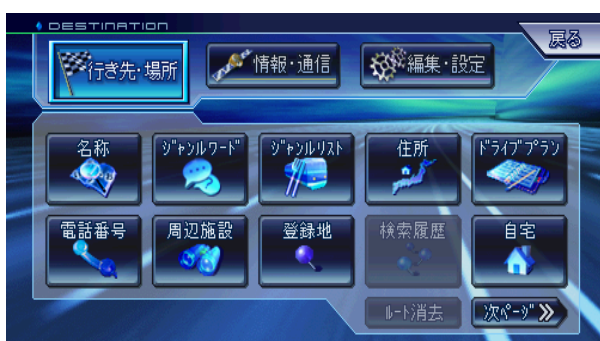 DESTINATION
戻る
行き先・場所
情報・通信
編集・設定
名称
ジャンルワード
ジャンルリスト
住所
ドライブプラン
電話番号
周辺施設
登録地
検索履歴
自宅
ルート消去
次ページ